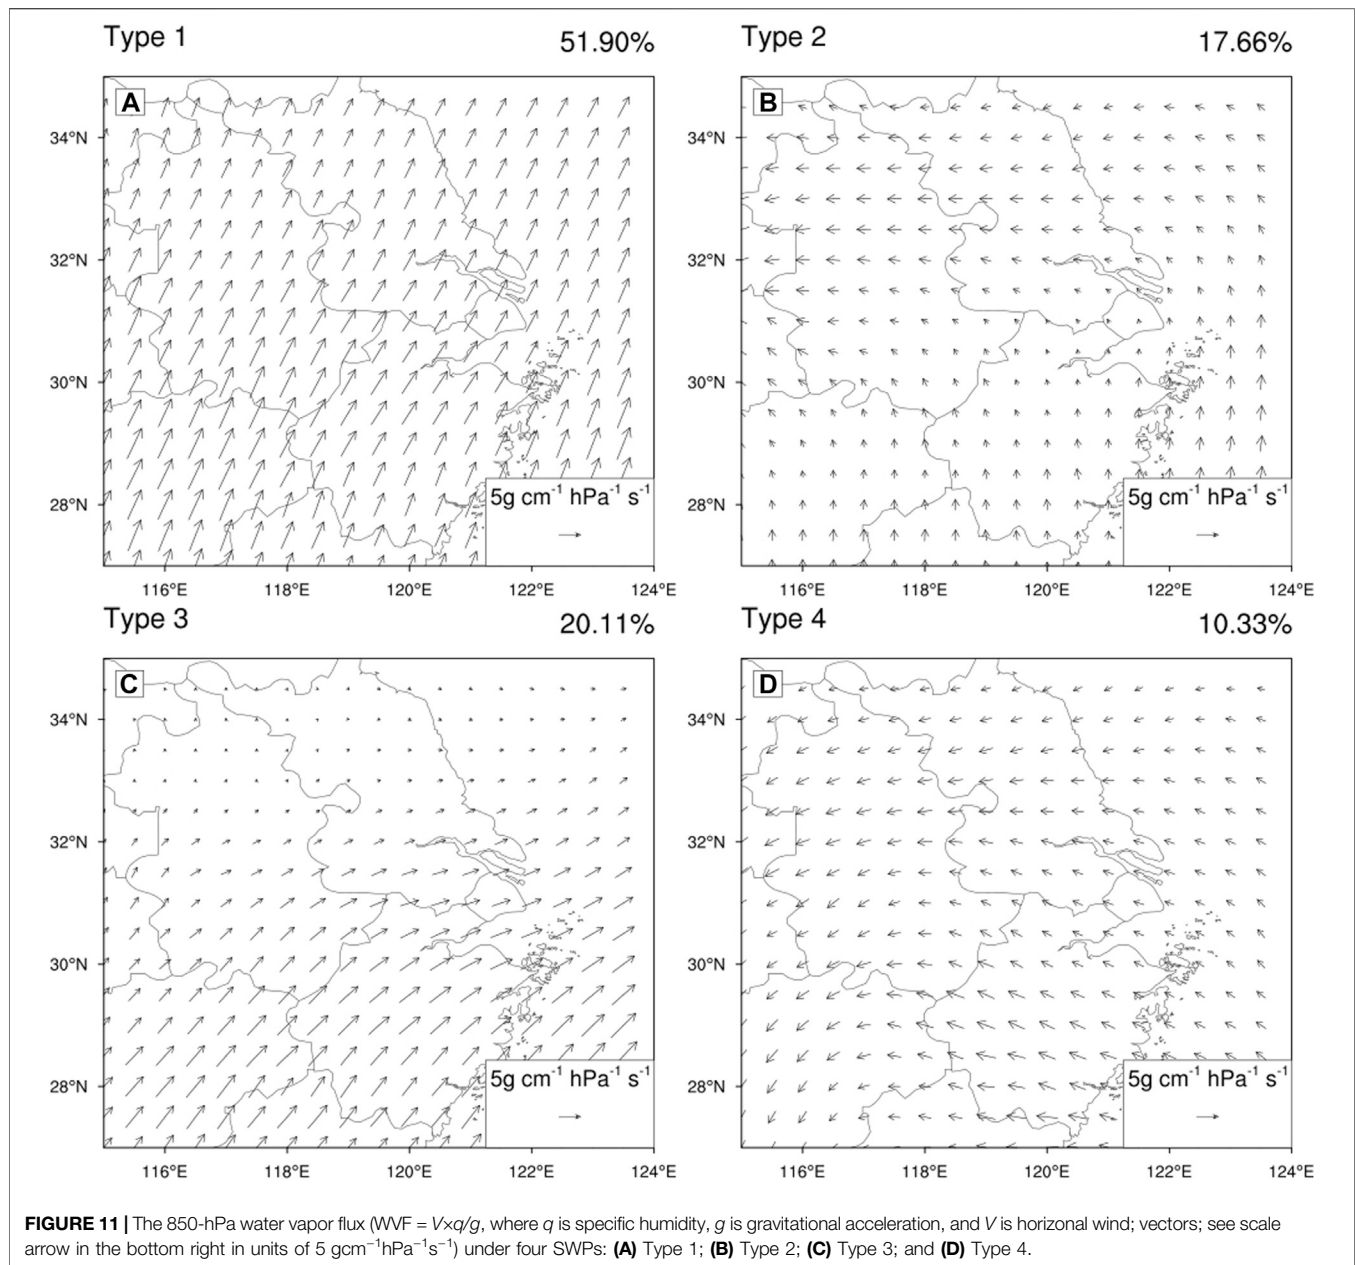 Type 1 51.90% Type 2 17.66%
A B
34°N 34°N
32°N 32°N
30°N 30°N
28°N 28°N
5g cm⁻¹ hPa⁻¹ s⁻¹ 5g cm⁻¹ hPa⁻¹ s⁻¹
116°E 118°E 120°E 122°E 124°E 116°E 118°E 120°E 122°E 124°E
Type 3 20.11% Type 4 10.33%
C D
34°N 34°N
32°N 32°N
30°N 30°N
28°N 28°N
5g cm⁻¹ hPa⁻¹ s⁻¹ 5g cm⁻¹ hPa⁻¹ s⁻¹
116°E 118°E 120°E 122°E 124°E 116°E 118°E 120°E 122°E 124°E
FIGURE 11 | The 850-hPa water vapor flux (WVF = V×q/g, where q is specific humidity, g is gravitational acceleration, and V is horizonal wind; vectors; see scale
arrow in the bottom right in units of 5 gcm⁻¹hPa⁻¹s⁻¹) under four SWPs: (A) Type 1; (B) Type 2; (C) Type 3; and (D) Type 4.